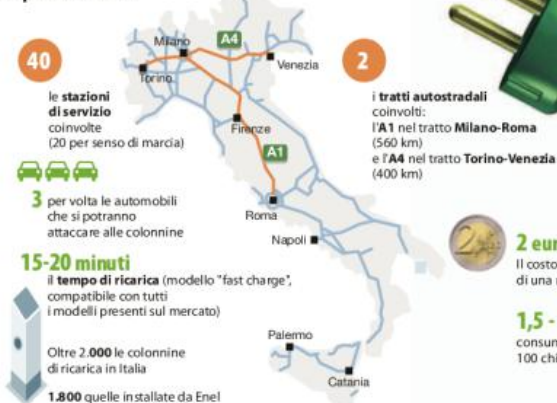 40
le stazioni
di servizio
coinvolte
(20 per senso di marcia)
3 per volta le automobili
che si potranno
attaccare alle colonnine
15-20 minuti
il tempo di ricarica (modello "fast charge",
compatibile con tutti
i modelli presenti sul mercato)
Oltre 2.000 le colonnine
di ricarica in Italia
1.800 quelle installate da Enel
Milano
A4
Torino
Venezia
Firenze
A1
Roma
Napoli
Palermo
Catania
2
i tratti autostradali
coinvolti:
l'A1 nel tratto Milano-Roma
(560 km)
e l'A4 nel tratto Torino-Venezia
(400 km)
2
2 eur
Il costo
di una
1,5 -
consun
100 chi